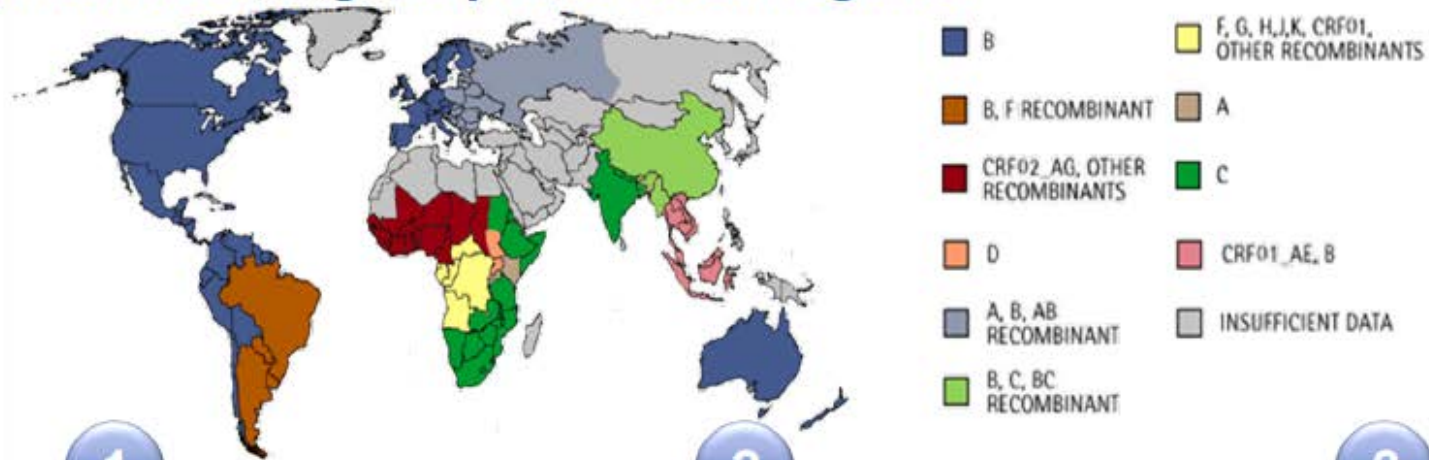 B
F, G, H,J,K, CRF01,
OTHER RECOMBINANTS
B, F RECOMBINANT
A
CRF02_AG, OTHER
RECOMBINANTS
C
D
CRF01_AE, B
A, B, AB
RECOMBINANT
INSUFFICIENT DATA
B, C, BC
RECOMBINANT